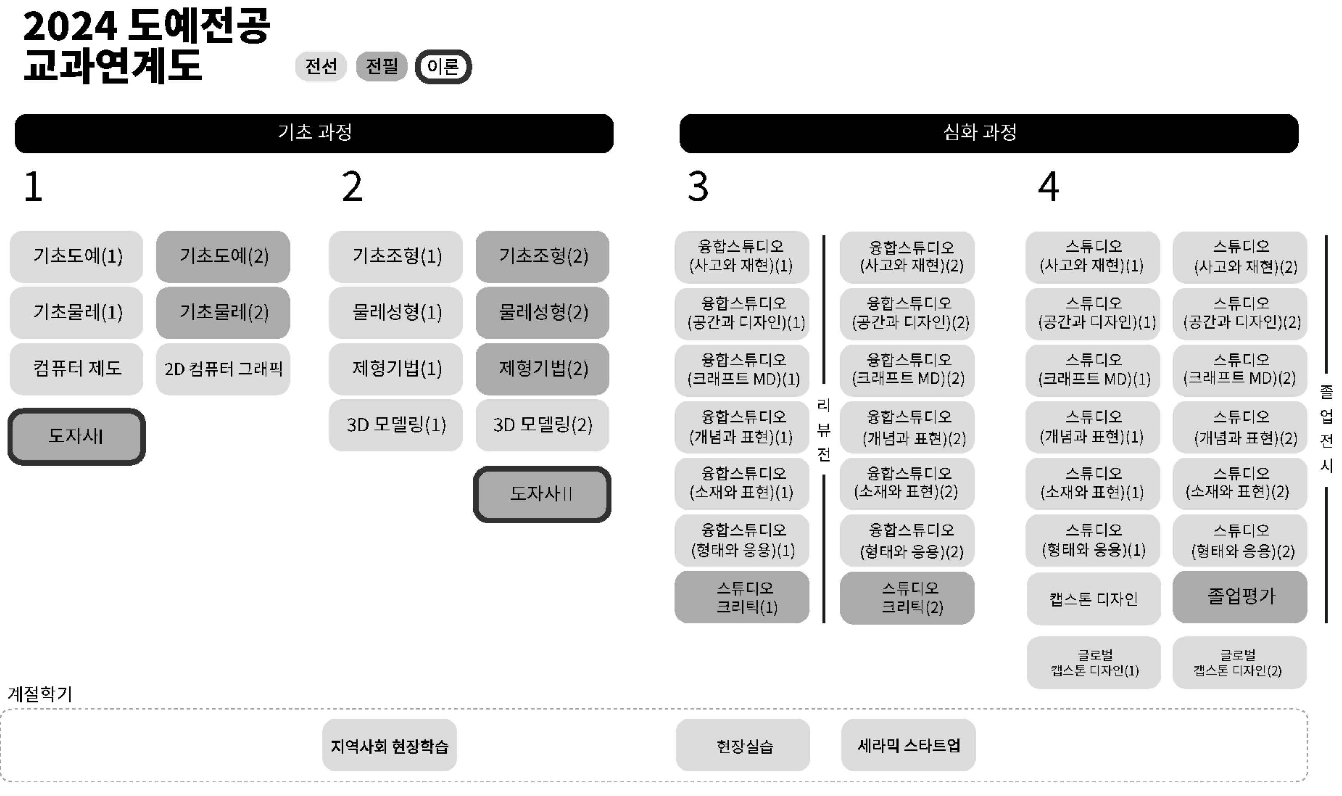 2024 도예전공
교과연계도
전선
전필
이론
기초 과정
심화 과정
1
2
3
4
기초도예(1)
기초도예(2)
기초물레(1)
기초물레(2)
컴퓨터 제도
2D 컴퓨터 그래픽
도자사I
기초조형(1)
기초조형(2)
물레성형(1)
물레성형(2)
제형기법(1)
제형기법(2)
3D 모델링(1)
3D 모델링(2)
도자사II
융합스튜디오
(사고와 재현)(1)
융합스튜디오
(사고와 재현)(2)
융합스튜디오
(공간과 디자인)(1)
융합스튜디오
(공간과 디자인)(2)
융합스튜디오
(크래프트 MD)(1)
융합스튜디오
(크래프트 MD)(2)
융합스튜디오
(개념과 표현)(1)
융합스튜디오
(개념과 표현)(2)
융합스튜디오
(소재와 표현)(1)
융합스튜디오
(소재와 표현)(2)
융합스튜디오
(형태와 응용)(1)
융합스튜디오
(형태와 응용)(2)
스튜디오
크리틱(1)
스튜디오
크리틱(2)
리
뷰
전
스튜디오
(사고와 재현)(1)
스튜디오
(사고와 재현)(2)
스튜디오
(공간과 디자인)(1)
스튜디오
(공간과 디자인)(2)
스튜디오
(크래프트 MD)(1)
스튜디오
(크래프트 MD)(2)
스튜디오
(개념과 표현)(1)
스튜디오
(개념과 표현)(2)
스튜디오
(소재와 표현)(1)
스튜디오
(소재와 표현)(2)
스튜디오
(형태와 응용)(1)
스튜디오
(형태와 응용)(2)
캡스톤 디자인
졸업평가
글로벌
캡스톤 디자인(1)
글로벌
캡스톤 디자인(2)
졸
업
전
시
계절학기
지역사회 현장학습
현장실습
세라믹 스타트업